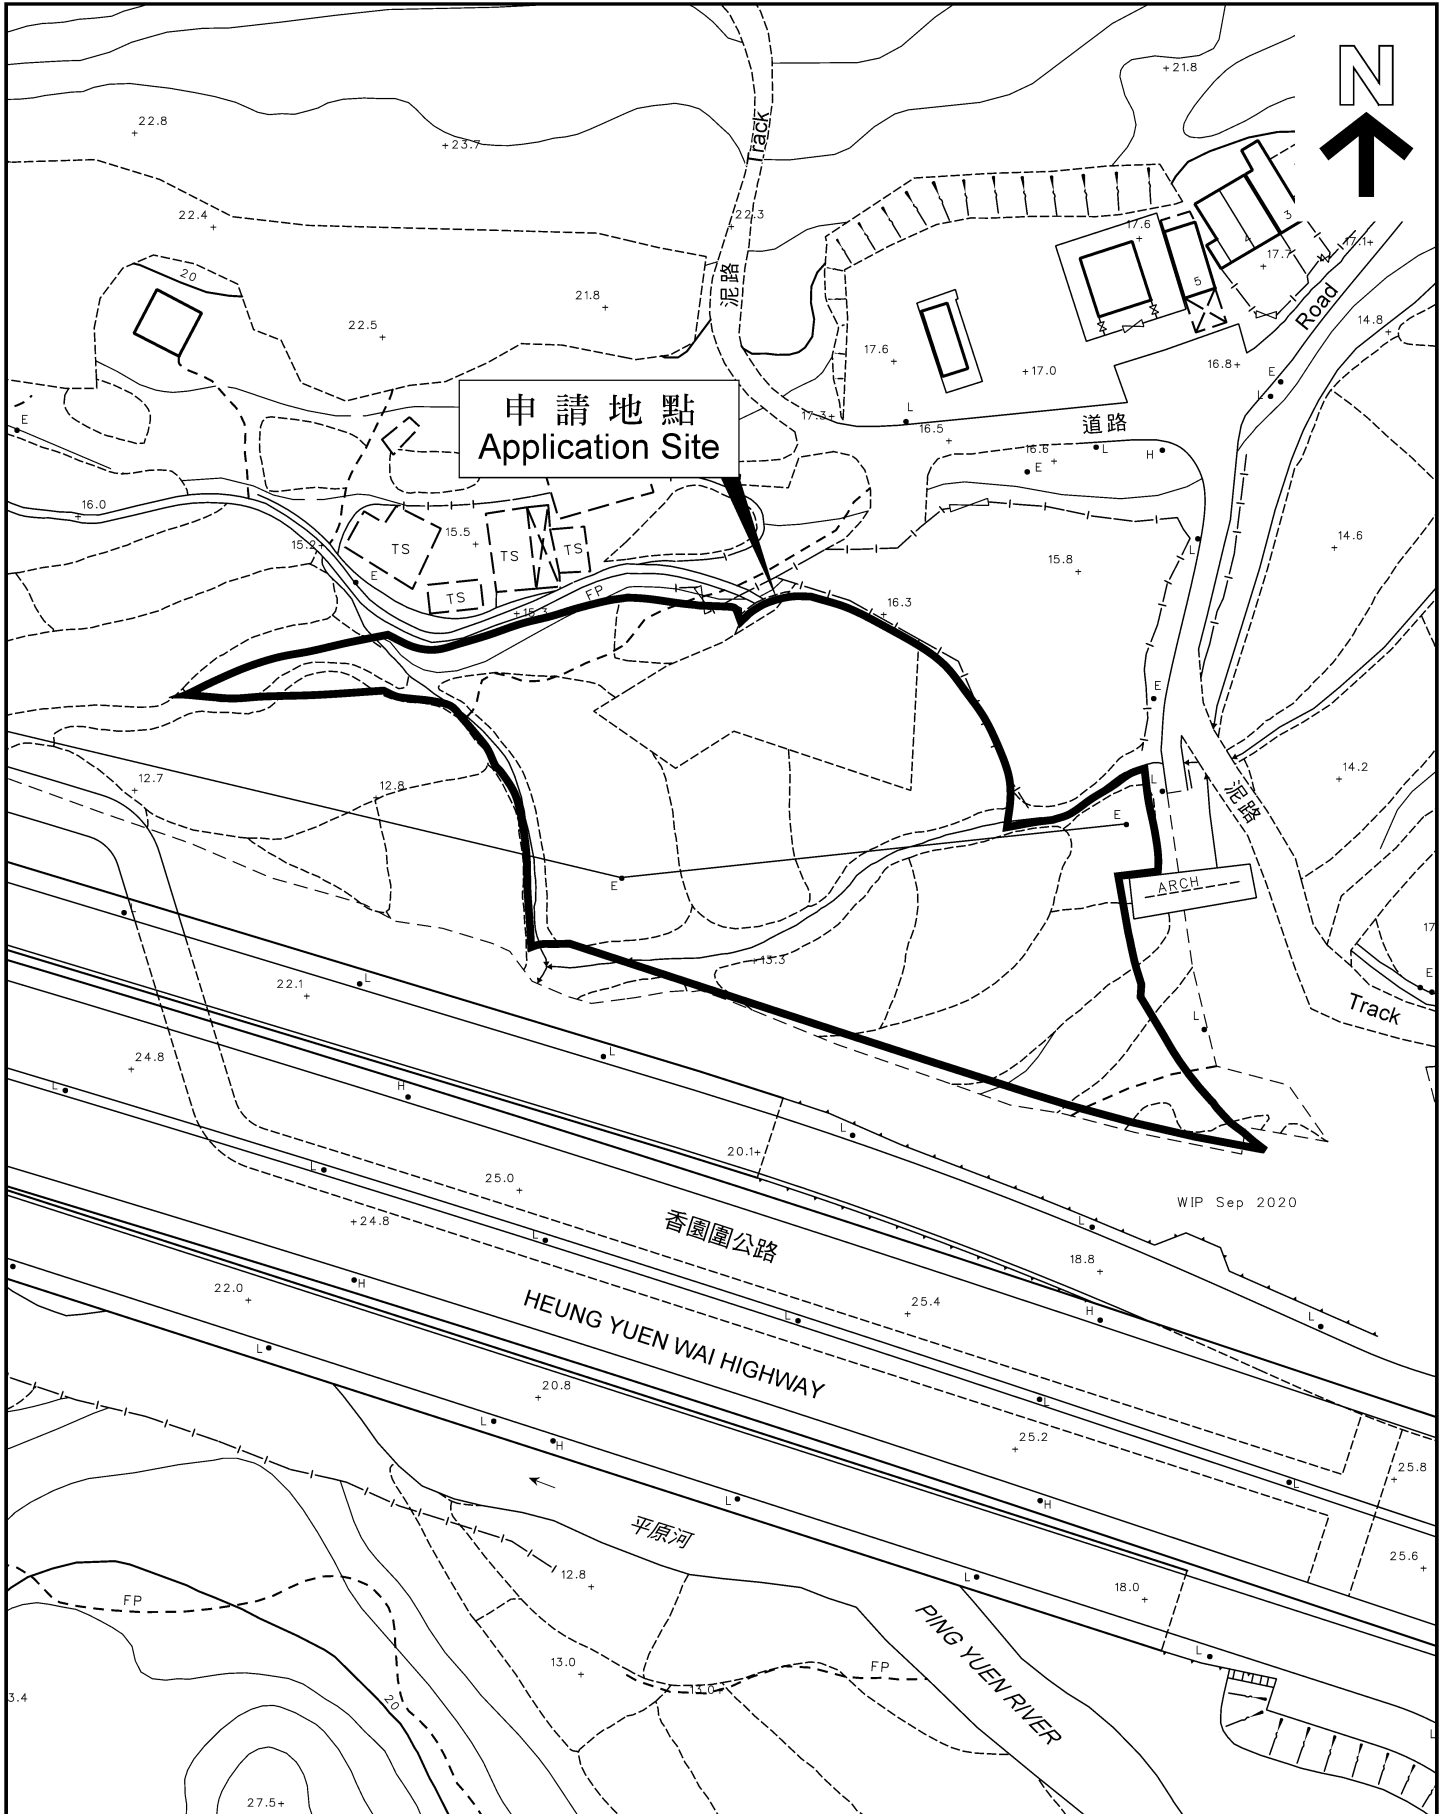 N
+21.8
22.8
+23.7
Track
22.4
22.3
17.6
3
4
17.7
17.1+
20
泥路
5
21.8
22.5
Road
14.8
17.6
+17.0
16.8+
E
L
申請地點
Application Site
E
17.3+
L
16.5
道路
16.6
H
E
16.0
15.2+
TS
15.5
TS
TS
L
14.6
15.8
E
TS
FP
+15.3
16.3
E
12.7
12.8
L
14.2
泥路
E
E
ARCH
17
+13.3
E
22.1
L
Track
L
24.8
L
L
H
L
20.1+
L
25.0
WIP Sep 2020
+24.8
香園圍公路
L
L
18.8
22.0
H
25.4
H
L
L
HEUNG YUEN WAI HIGHWAY
L
20.8
L
L
H
25.2
25.8
L
L
H
平原河
25.6
12.8
L
18.0
FP
PING YUEN RIVER
13.0
FP
L
3.4
20
13.0
L
27.5+